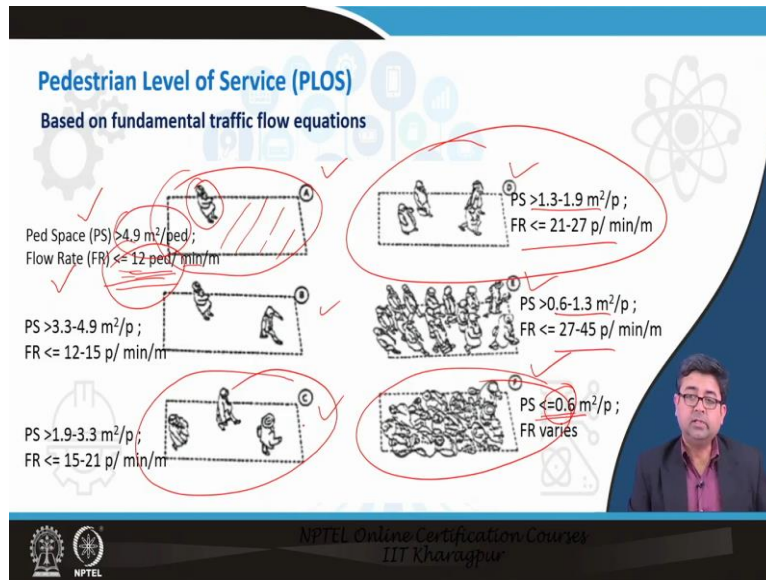 Pedestrian Level of Service (PLOS)
Based on fundamental traffic flow equations
A
Ped Space (PS) >4.9 m²/ped ;
Flow Rate (FR) <= 12 ped/ min/m
B
PS >3.3-4.9 m²/p ;
FR <= 12-15 p/ min/m
C
PS >1.9-3.3 m²/p ;
FR <= 15-21 p/ min/m
D
PS >1.3-1.9 m²/p ;
FR <= 21-27 p/ min/m
E
PS >0.6-1.3 m²/p ;
FR <= 27-45 p/ min/m
F
PS <=0.6 m²/p ;
FR varies
NPTEL
NPTEL Online Certification Courses
IIT Kharagpur